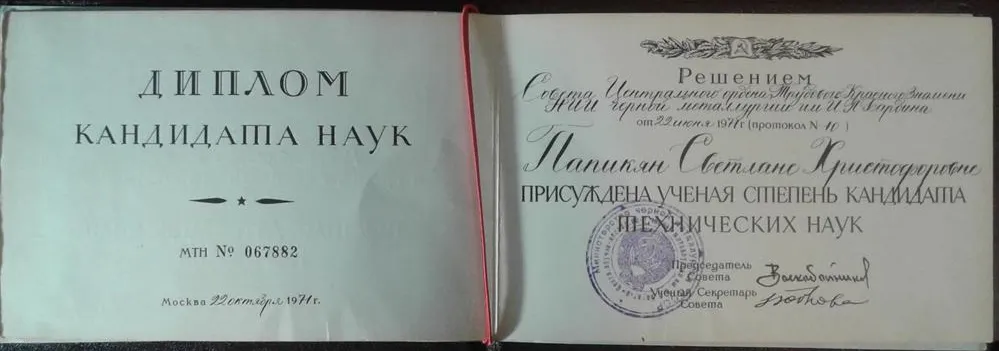 ДИПЛОМ
КАНДИДАТА НАУК
МТН № 067882
Москва 22 октября 1971 г.
Решением
Совета Центрального ордена Трудового Красного Знамени
НИИ черной металлургии им И.П. Бардина
от 22 июня 1971 г (протокол N 10)
Папикян Светлане Христофоровне
ПРИСУЖДЕНА УЧЕНАЯ СТЕПЕНЬ КАНДИДАТА
ТЕХНИЧЕСКИХ НАУК
Председатель
Совета
Ученый Секретарь
Совета
Министерство черной